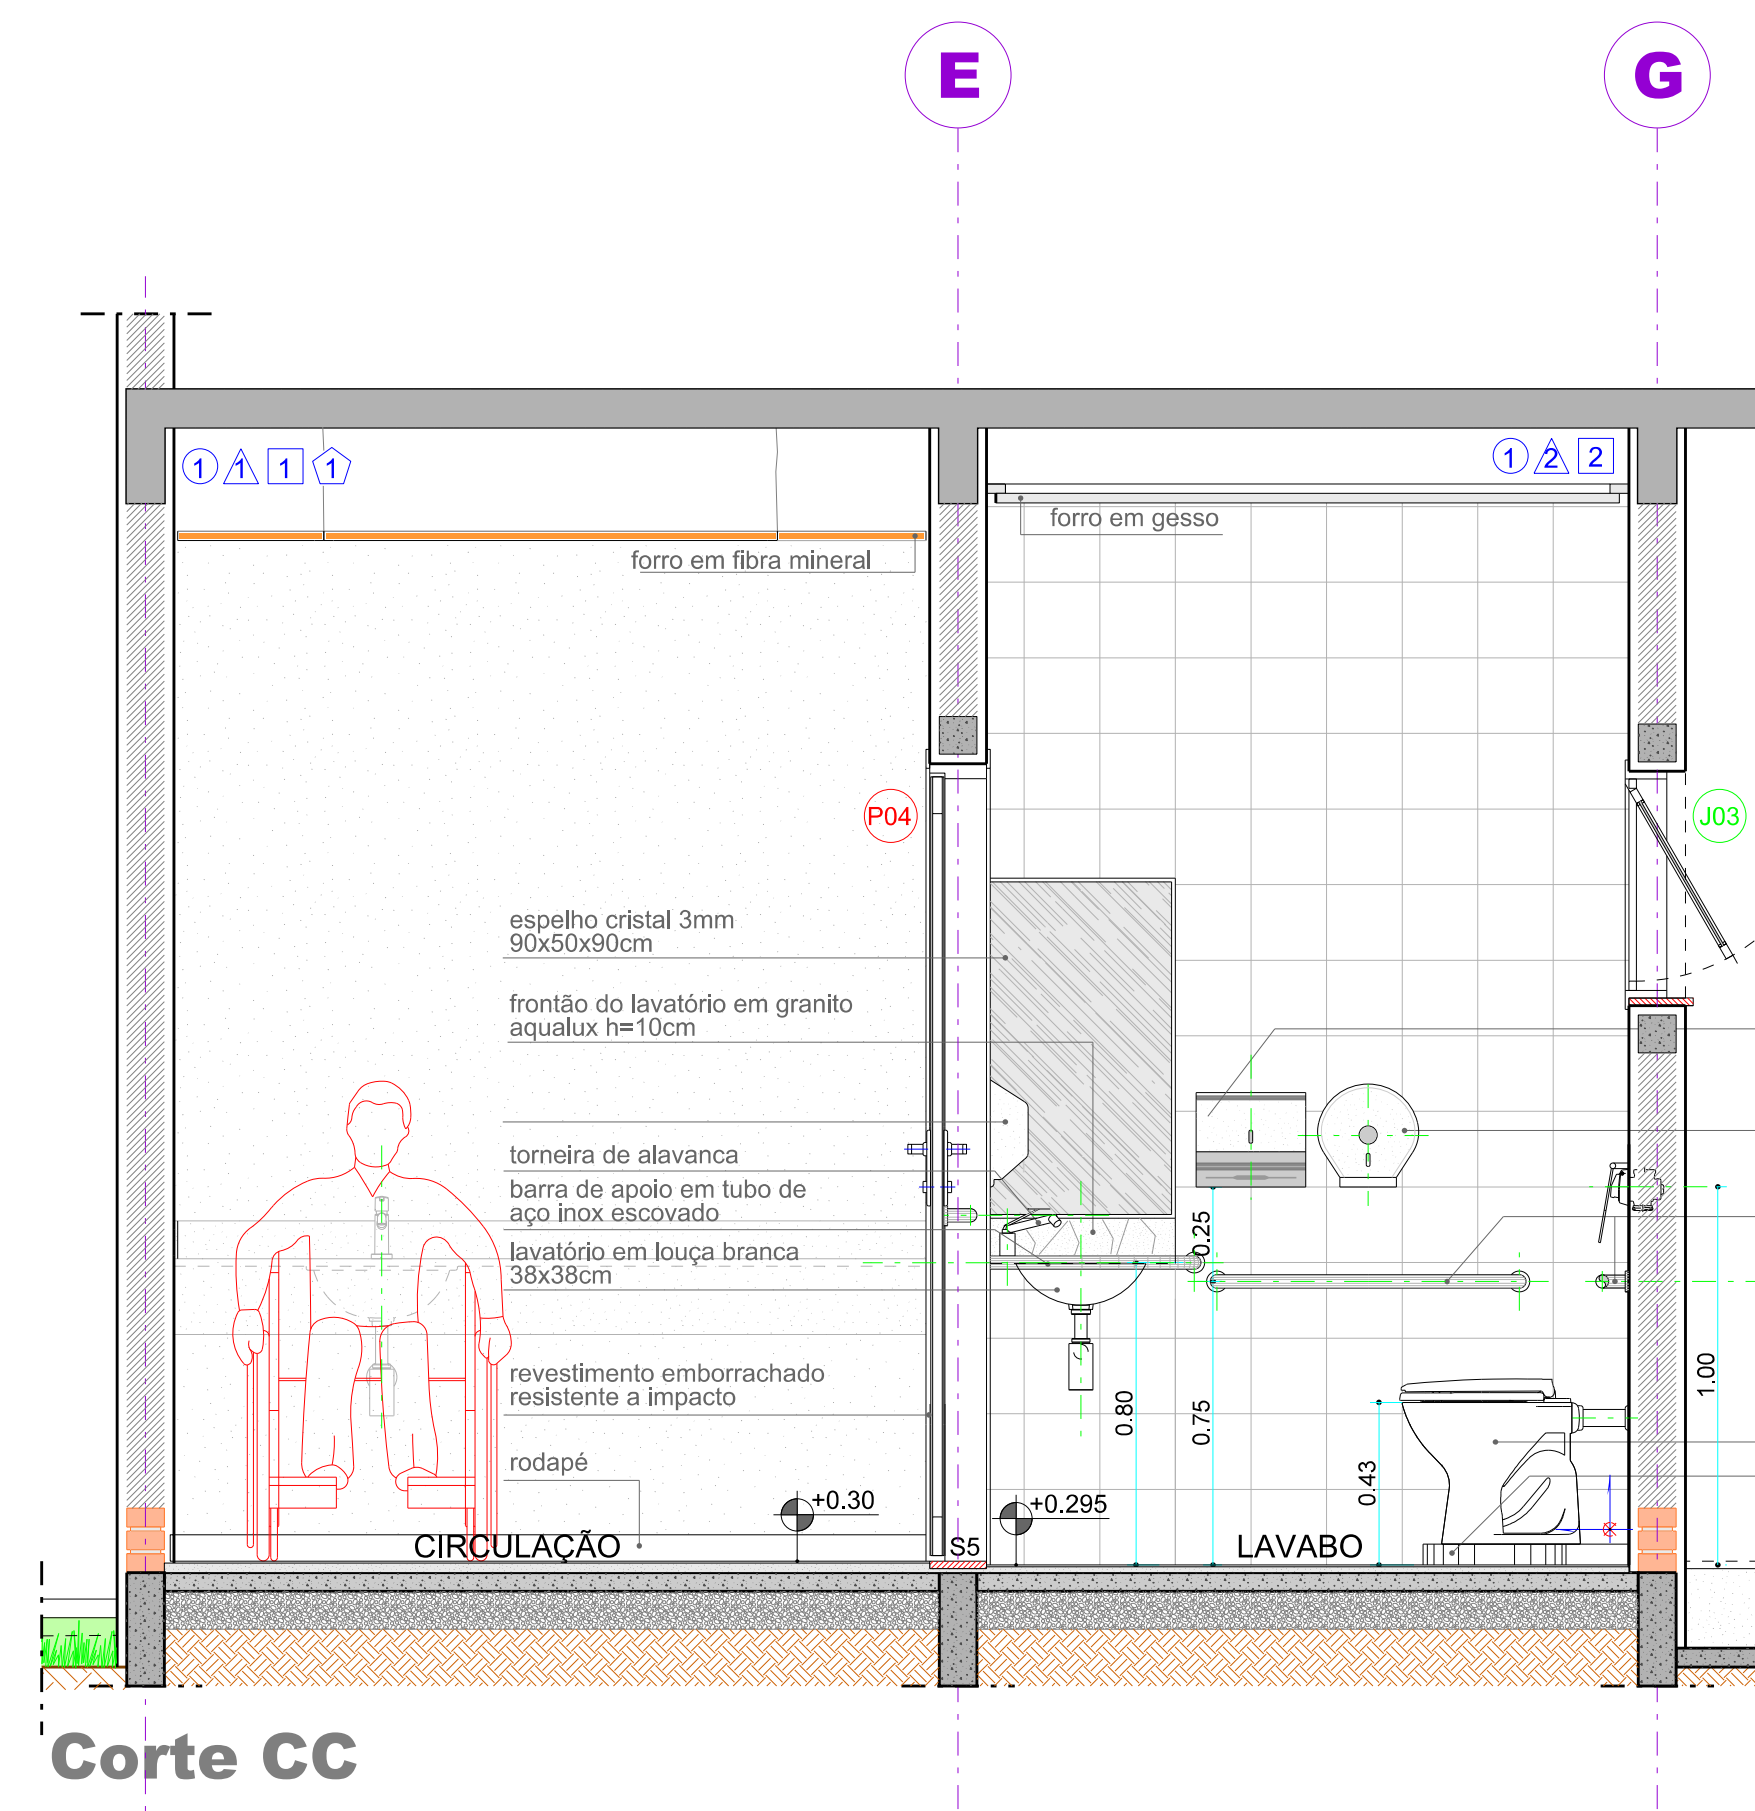 E
G
1 1 1 1
1 2 2
forro em gesso
forro em fibra mineral
P04
J03
espelho cristal 3mm
90x50x90cm
frontão do lavatório em granito
aqualux h=10cm
torneira de alavanca
barra de apoio em tubo de
aço inox escovado
lavatório em louça branca
38x38cm
revestimento emborrachado
resistente a impacto
rodapé
0.25
0.80
0.75
0.43
1.00
+0.30
+0.295
CIRCULAÇÃO
S5
LAVABO
Corte CC